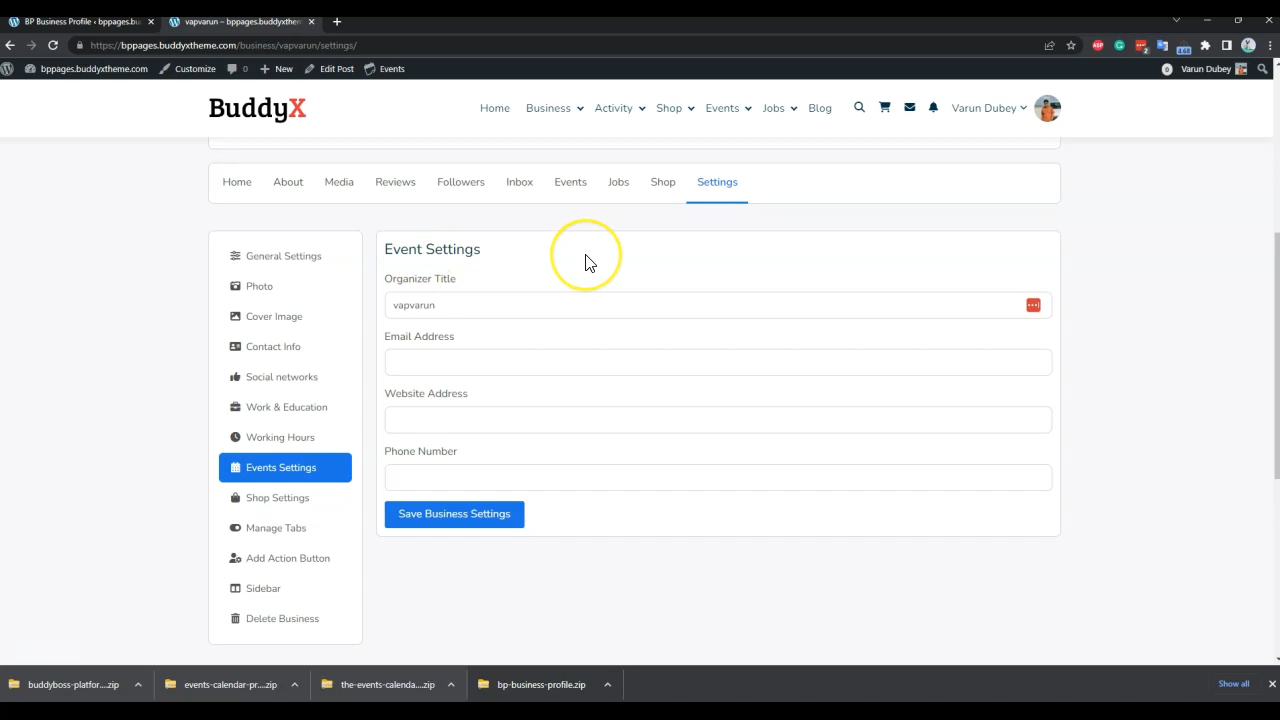 BP Business Profile ‹ bppages.bu
vapvarun – bppages.buddyxthem
https://bppages.buddyxtheme.com/business/vapvarun/settings/
ABP
2
4.68
bppages.buddyxtheme.com
Customize
0
New
Edit Post
Events
0
Varun Dubey
BuddyX
Home
Business
Activity
Shop
Events
Jobs
Blog
Varun Dubey
Home
About
Media
Reviews
Followers
Inbox
Events
Jobs
Shop
Settings
General Settings
Photo
Cover Image
Contact Info
Social networks
Work & Education
Working Hours
Events Settings
Shop Settings
Manage Tabs
Add Action Button
Sidebar
Delete Business
Event Settings
Organizer Title
vapvarun
Email Address
Website Address
Phone Number
Save Business Settings
buddyboss-platfor....zip
events-calendar-pr....zip
the-events-calenda....zip
bp-business-profile.zip
Show all